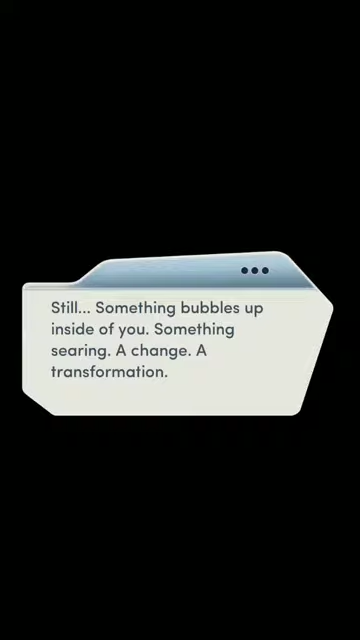 Still... Something bubbles up
inside of you. Something
searing. A change. A
transformation.